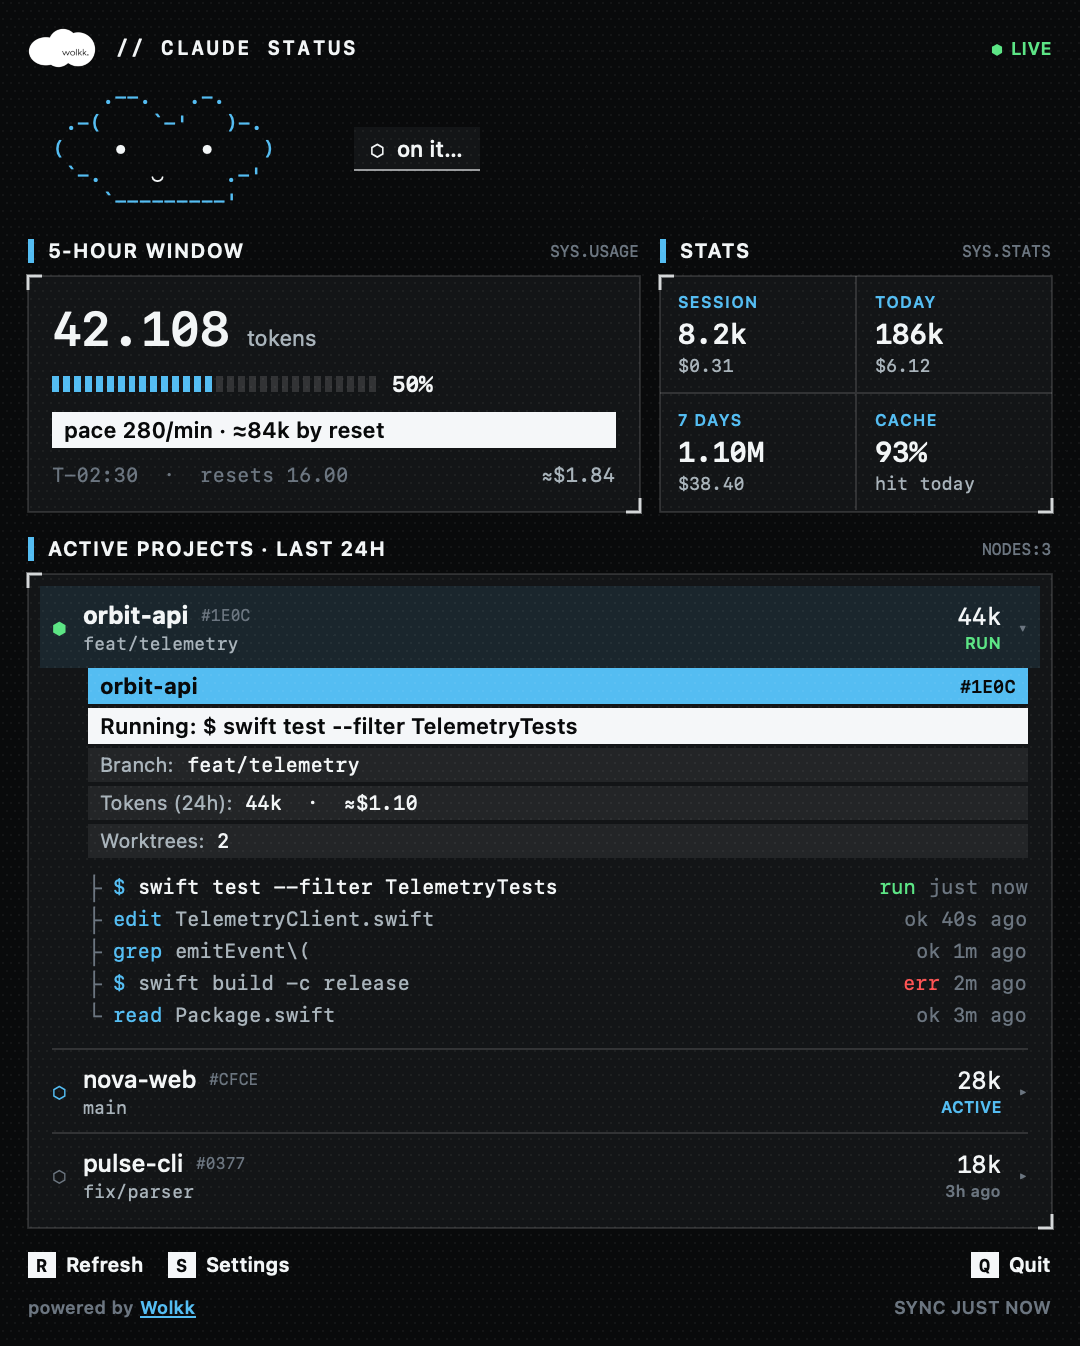 wolkk. // CLAUDE STATUS
LIVE
on it...
5-HOUR WINDOW
SYS.USAGE
42.108 tokens
50%
pace 280/min · ≈84k by reset
T–02:30 · resets 16.00
≈$1.84
STATS
SYS.STATS
SESSION
8.2k
$0.31
TODAY
186k
$6.12
7 DAYS
1.10M
$38.40
CACHE
93%
hit today
ACTIVE PROJECTS · LAST 24H
NODES:3
orbit-api #1E0C
44k
feat/telemetry
RUN
orbit-api
#1E0C
Running: $ swift test --filter TelemetryTests
Branch: feat/telemetry
Tokens (24h): 44k · ≈$1.10
Worktrees: 2
├ $ swift test --filter TelemetryTests run just now
├ edit TelemetryClient.swift ok 40s ago
├ grep emitEvent\( ok 1m ago
├ $ swift build -c release err 2m ago
└ read Package.swift ok 3m ago
nova-web #CFCE
28k
main
ACTIVE
pulse-cli #0377
18k
fix/parser
3h ago
R Refresh S Settings
Q Quit
powered by Wolkk
SYNC JUST NOW